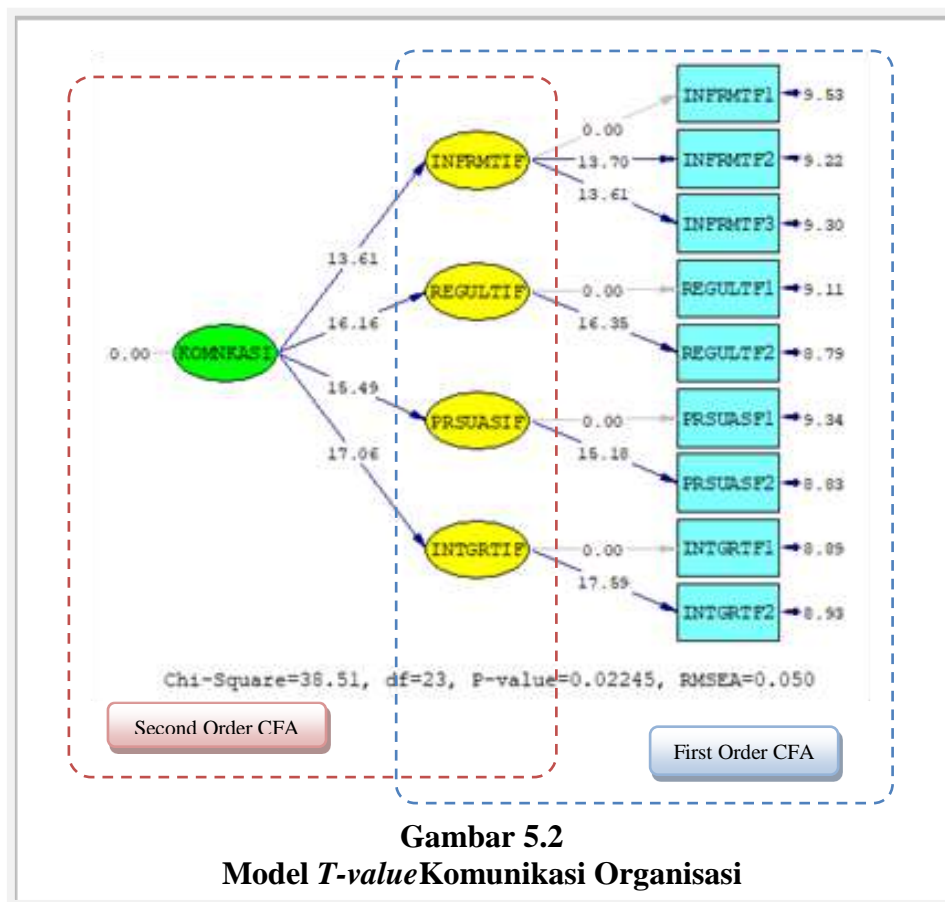 INFRMTF1
9.53
0.00
INFRMTIF
13.70
INFRMTF2
9.22
13.61
INFRMTF3
9.30
13.61
REGULTIF
0.00
REGULTF1
9.11
16.16
16.35
REGULTF2
8.79
0.00
KOMNKASI
15.49
PRSUASIF
0.00
PRSUASF1
9.34
17.06
15.18
PRSUASF2
8.83
INTGRTIF
0.00
INTGRTF1
8.89
17.59
INTGRTF2
8.93
Chi-Square=38.51, df=23, P-value=0.02245, RMSEA=0.050
Second Order CFA
First Order CFA
Gambar 5.2
Model T-valueKomunikasi Organisasi